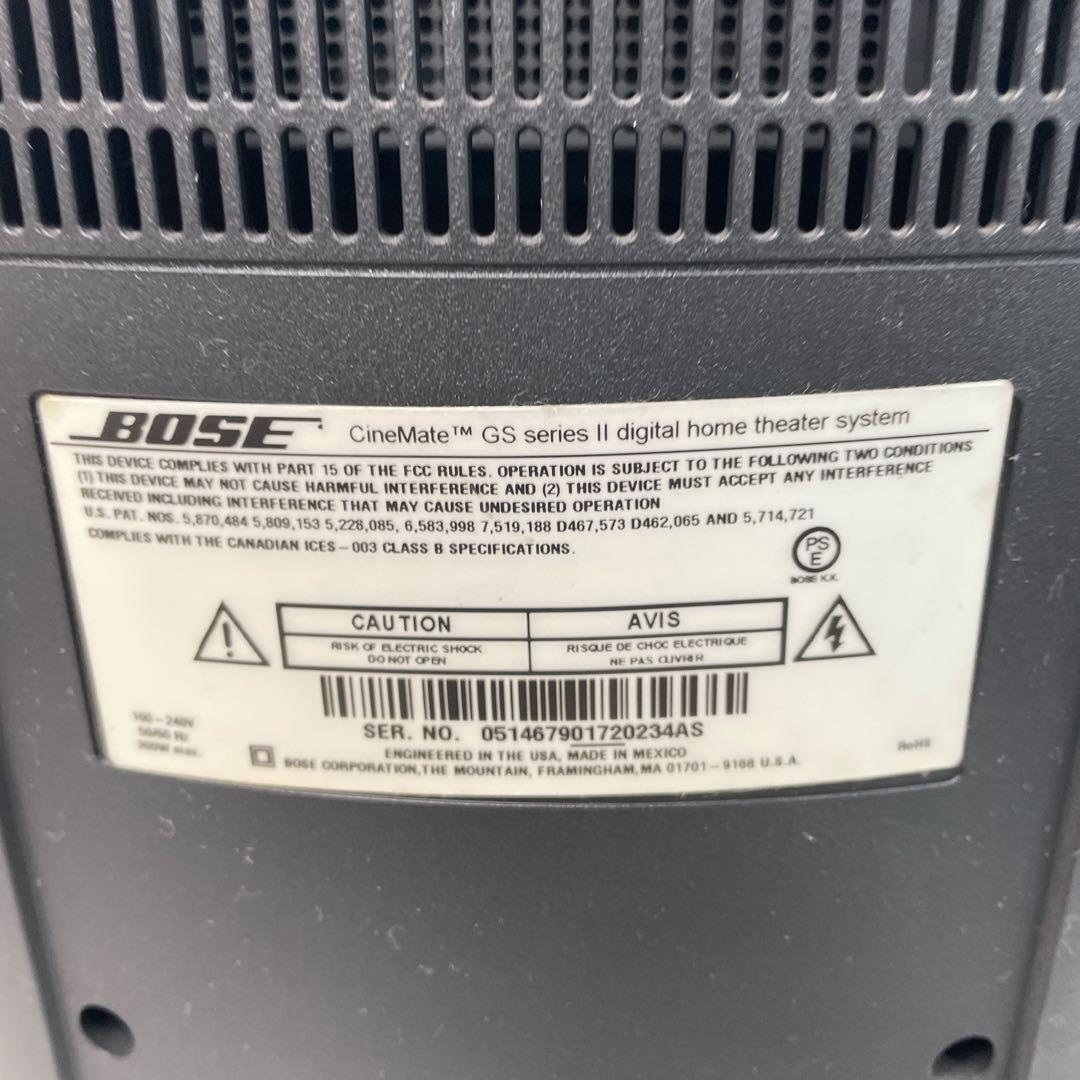 BOSE CineMate™ GS series II digital home theater system
THIS DEVICE COMPLIES WITH PART 15 OF THE FCC RULES. OPERATION IS SUBJECT TO THE FOLLOWING TWO CONDITIONS
(1) THIS DEVICE MAY NOT CAUSE HARMFUL INTERFERENCE AND (2) THIS DEVICE MUST ACCEPT ANY INTERFERENCE
RECEIVED INCLUDING INTERFERENCE THAT MAY CAUSE UNDESIRED OPERATION
U.S. PAT. NOS. 5,870,484 5,809,153 5,228,085, 6,583,998 7,519,188 D467,573 D462,065 AND 5,714,721
COMPLIES WITH THE CANADIAN ICES-003 CLASS B SPECIFICATIONS.
PS
E
BOSE K.K.
CAUTION
RISK OF ELECTRIC SHOCK
DO NOT OPEN
AVIS
RISQUE DE CHOC ELECTRIQUE
NE PAS OUVRIR
100-240V
50/60 Hz
300W max.
SER. NO. 051467901720234AS
ENGINEERED IN THE USA, MADE IN MEXICO
BOSE CORPORATION, THE MOUNTAIN, FRAMINGHAM, MA 01701-9168 U.S.A.
RoHS